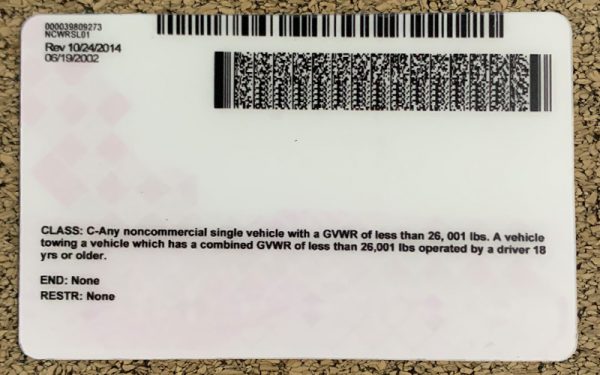 000039809273
NCWRSL01
Rev 10/24/2014
06/19/2002
CLASS: C-Any noncommercial single vehicle with a GVWR of less than 26, 001 lbs. A vehicle
towing a vehicle which has a combined GVWR of less than 26,001 lbs operated by a driver 18
yrs or older.
END: None
RESTR: None